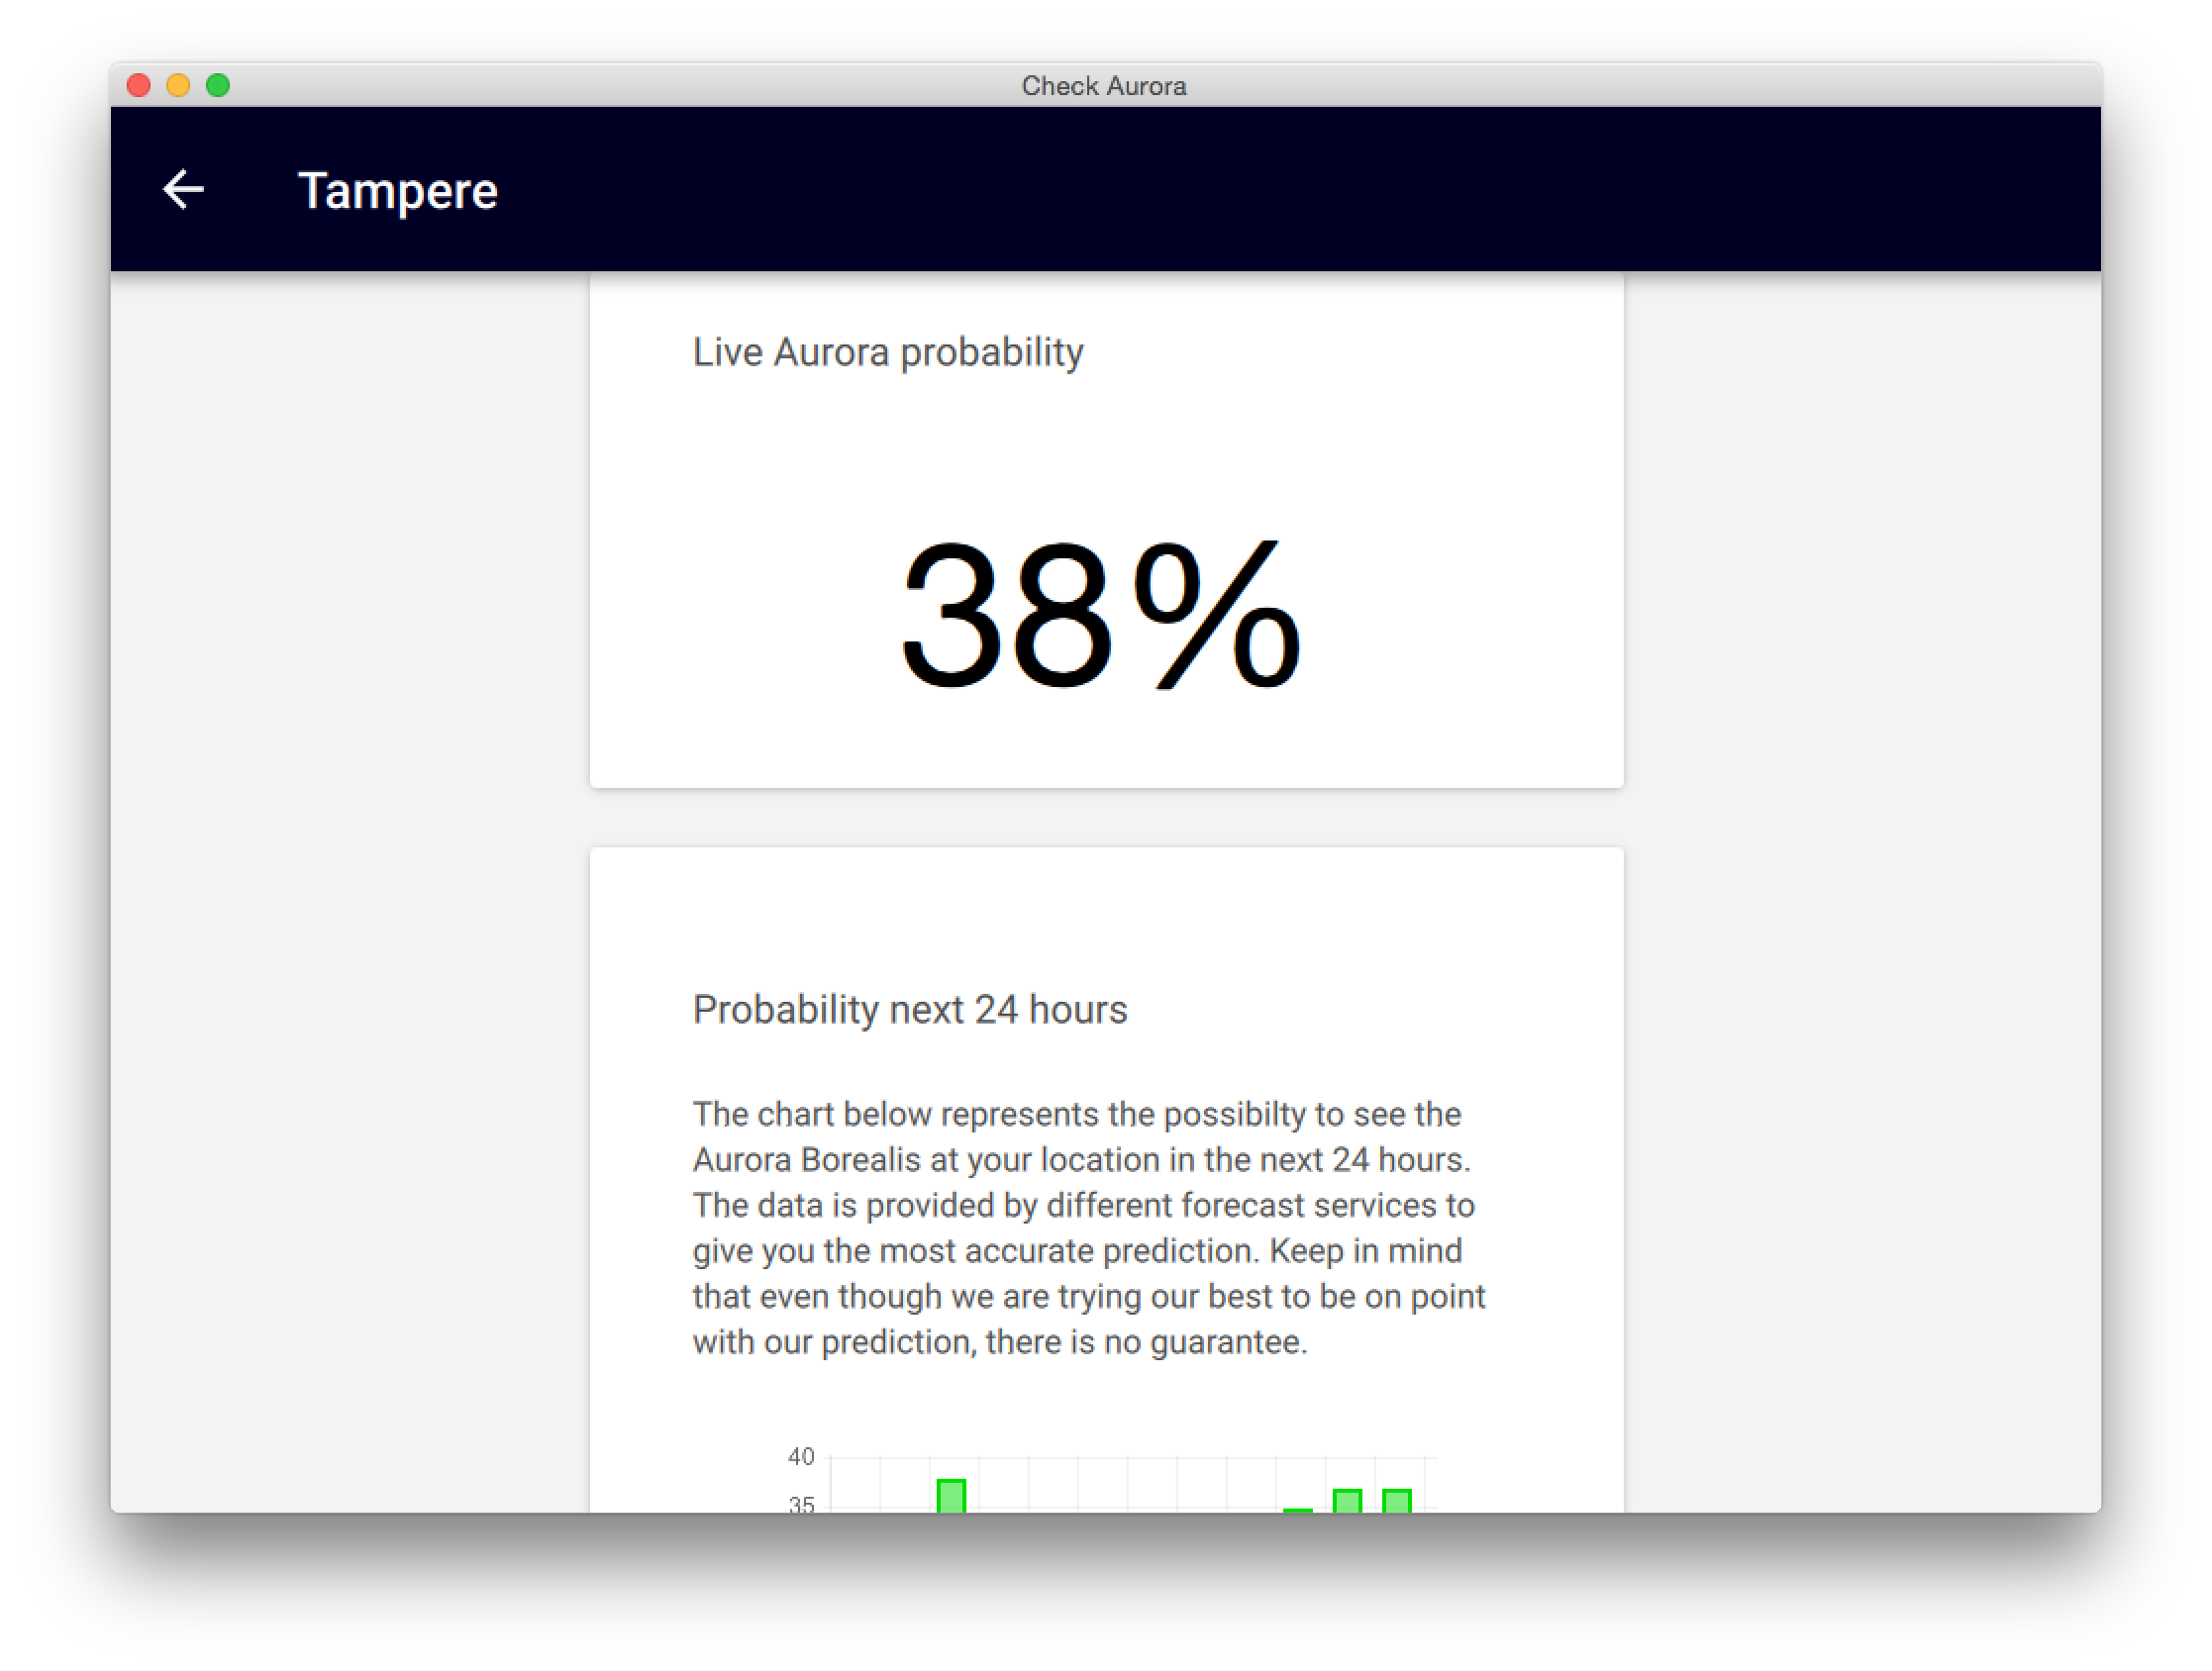 Check Aurora
Tampere
Live Aurora probability
38%
Probability next 24 hours
The chart below represents the possibilty to see the
Aurora Borealis at your location in the next 24 hours.
The data is provided by different forecast services to
give you the most accurate prediction. Keep in mind
that even though we are trying our best to be on point
with our prediction, there is no guarantee.
40
35